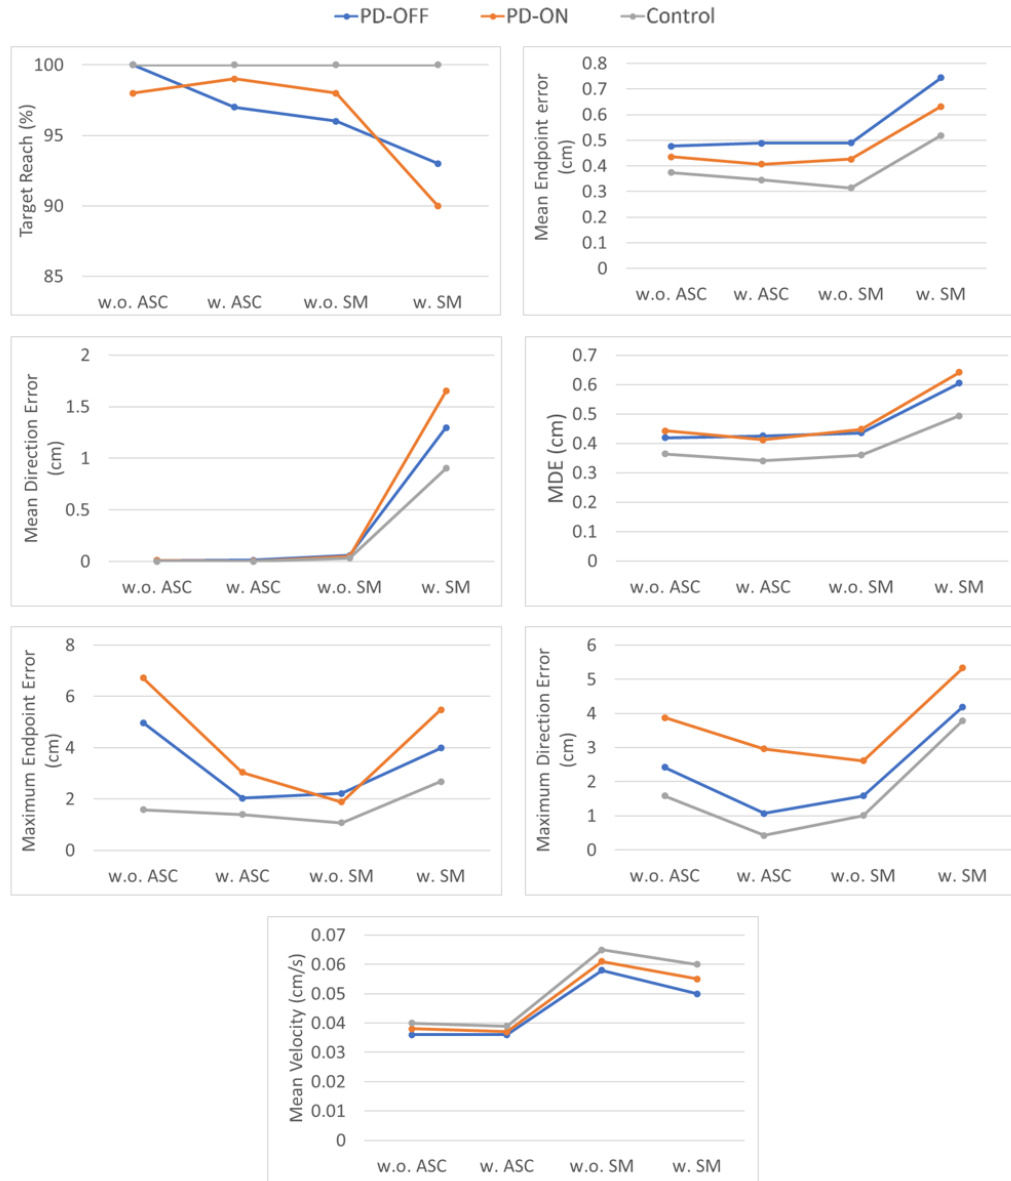 PD-OFF PD-ON Control
Target Reach (%)
100
95
90
85
w.o. ASC w. ASC w.o. SM w. SM
Mean Endpoint error
(cm)
0.8
0.7
0.6
0.5
0.4
0.3
0.2
0.1
0
w.o. ASC w. ASC w.o. SM w. SM
Mean Direction Error
(cm)
2
1.5
1
0.5
0
w.o. ASC w. ASC w.o. SM w. SM
MDE (cm)
0.7
0.6
0.5
0.4
0.3
0.2
0.1
0
w.o. ASC w. ASC w.o. SM w. SM
Maximum Endpoint Error
(cm)
8
6
4
2
0
w.o. ASC w. ASC w.o. SM w. SM
Maximum Direction Error
(cm)
6
5
4
3
2
1
0
w.o. ASC w. ASC w.o. SM w. SM
Mean Velocity (cm/s)
0.07
0.06
0.05
0.04
0.03
0.02
0.01
0
w.o. ASC w. ASC w.o. SM w. SM